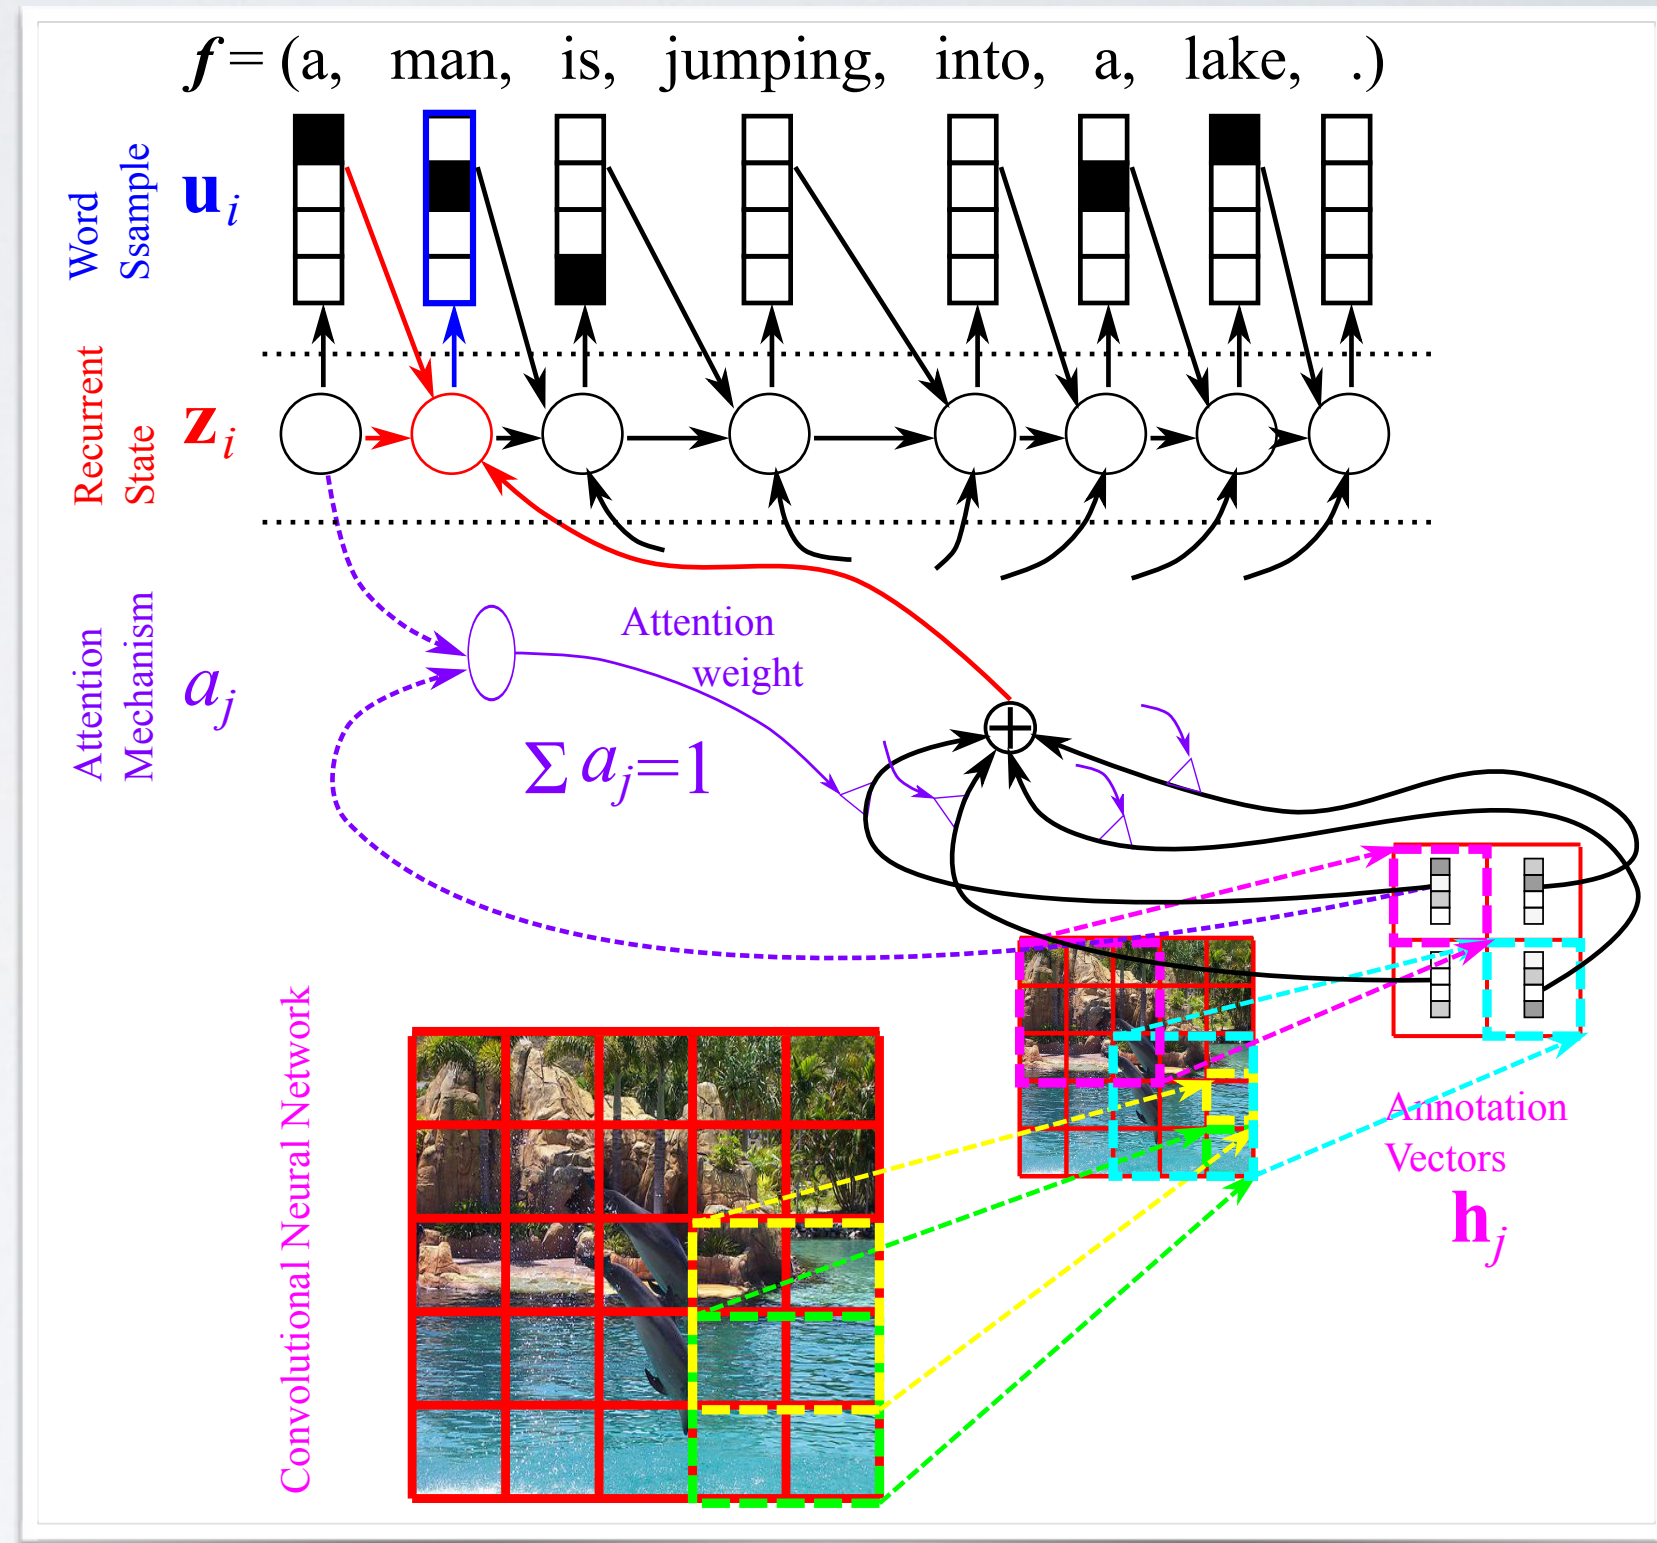 f = (a, man, is, jumping, into, a, lake, .)
Word
Ssample
u_i
Recurrent
State
z_i
Attention
Mechanism
a_j
Attention
weight
Σ a_j=1
Convolutional Neural Network
Annotation
Vectors
h_j